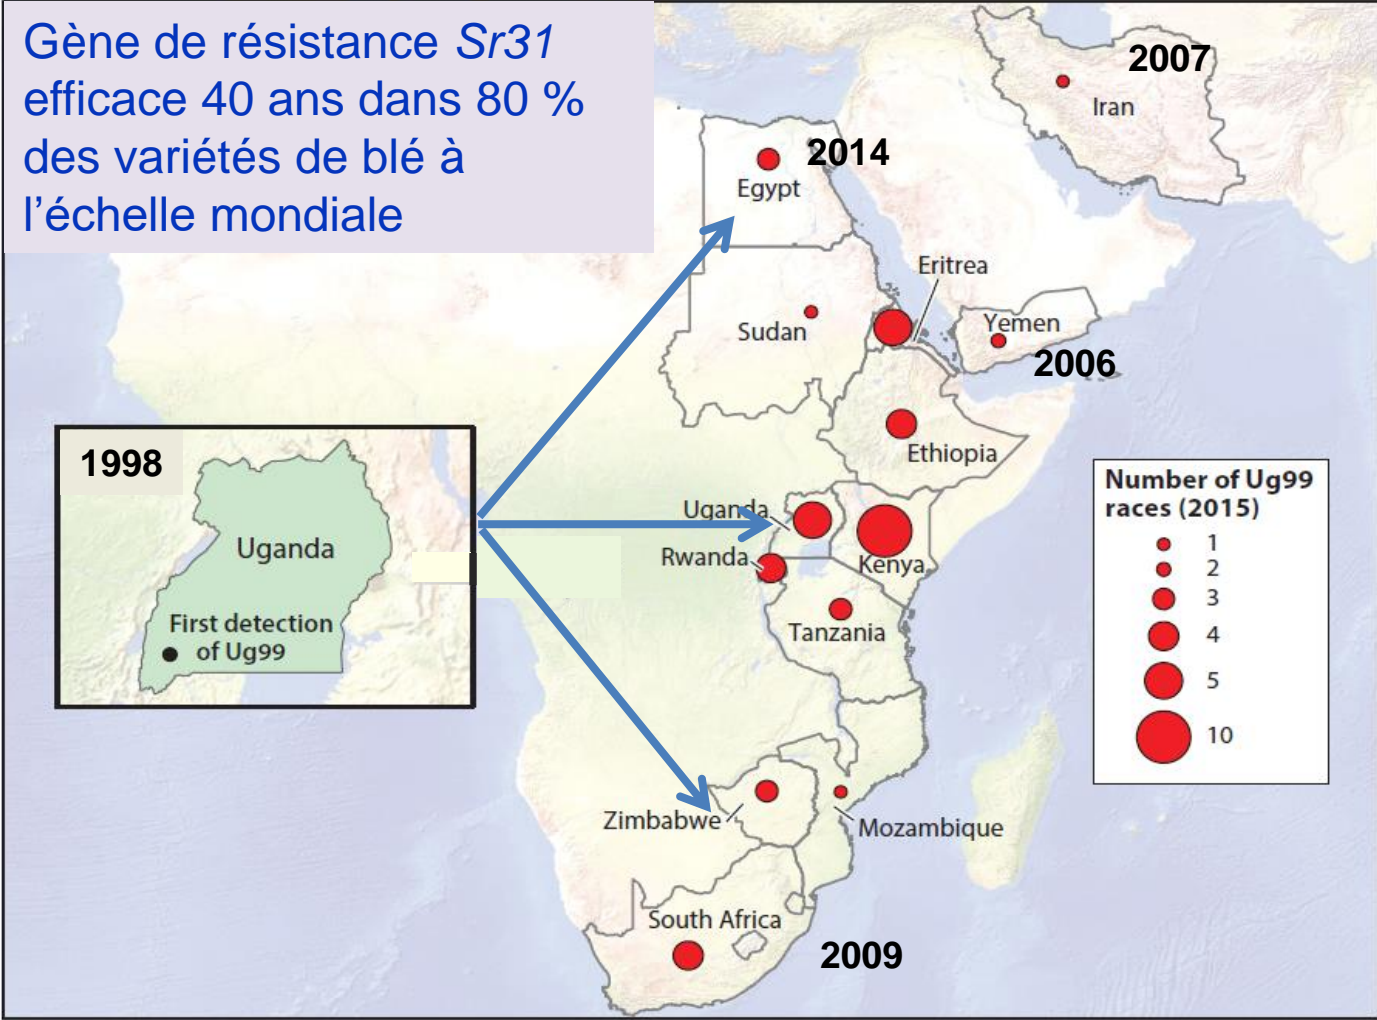 Gène de résistance Sr31
efficace 40 ans dans 80 %
des variétés de blé à
l’échelle mondiale
2007
Iran
2014
Egypt
Eritrea
Sudan
Yemen
2006
Ethiopia
1998
Uganda
First detection
of Ug99
Uganda
Rwanda
Kenya
Tanzania
Number of Ug99
races (2015)
1
2
3
4
5
10
Zimbabwe
Mozambique
South Africa
2009